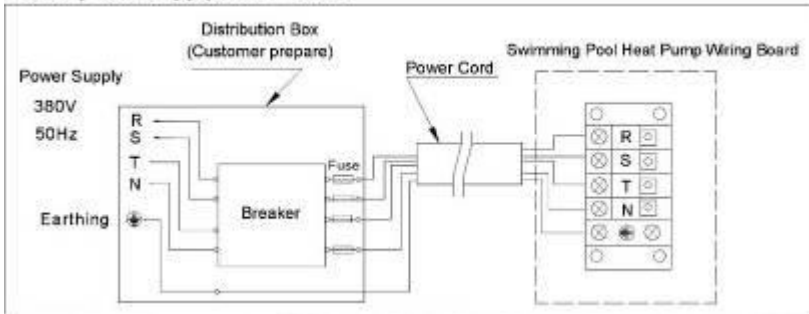 Distribution Box
(Customer prepare)
Swimming Pool Heat Pump Wiring Board
Power Cord
Power Supply
380V
50Hz
R
S
T
N
Earthing
Fuse
Breaker
R
S
T
N